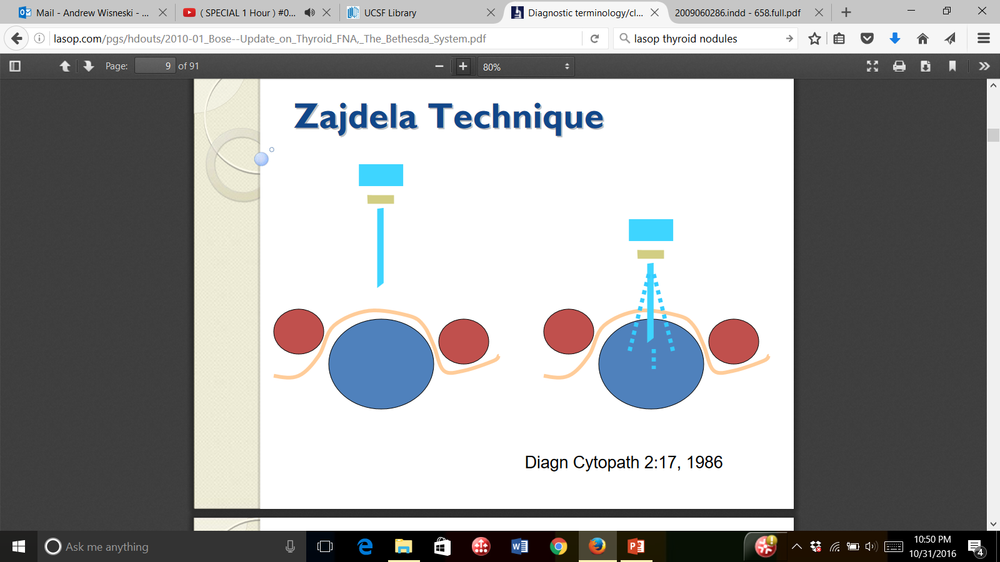 Mail - Andrew Wisneski - ...
( SPECIAL 1 Hour ) #0...
UCSF Library
Diagnostic terminology/cl...
2009060286.indd - 658.full.pdf
lasop.com/pgs/hdouts/2010-01_Bose--Update_on_Thyroid_FNA,_The_Bethesda_System.pdf
lasop thyroid nodules
Page: 9 of 91
80%
Zajdela Technique
Diagn Cytopath 2:17, 1986
Ask me anything
10:50 PM
10/31/2016
4